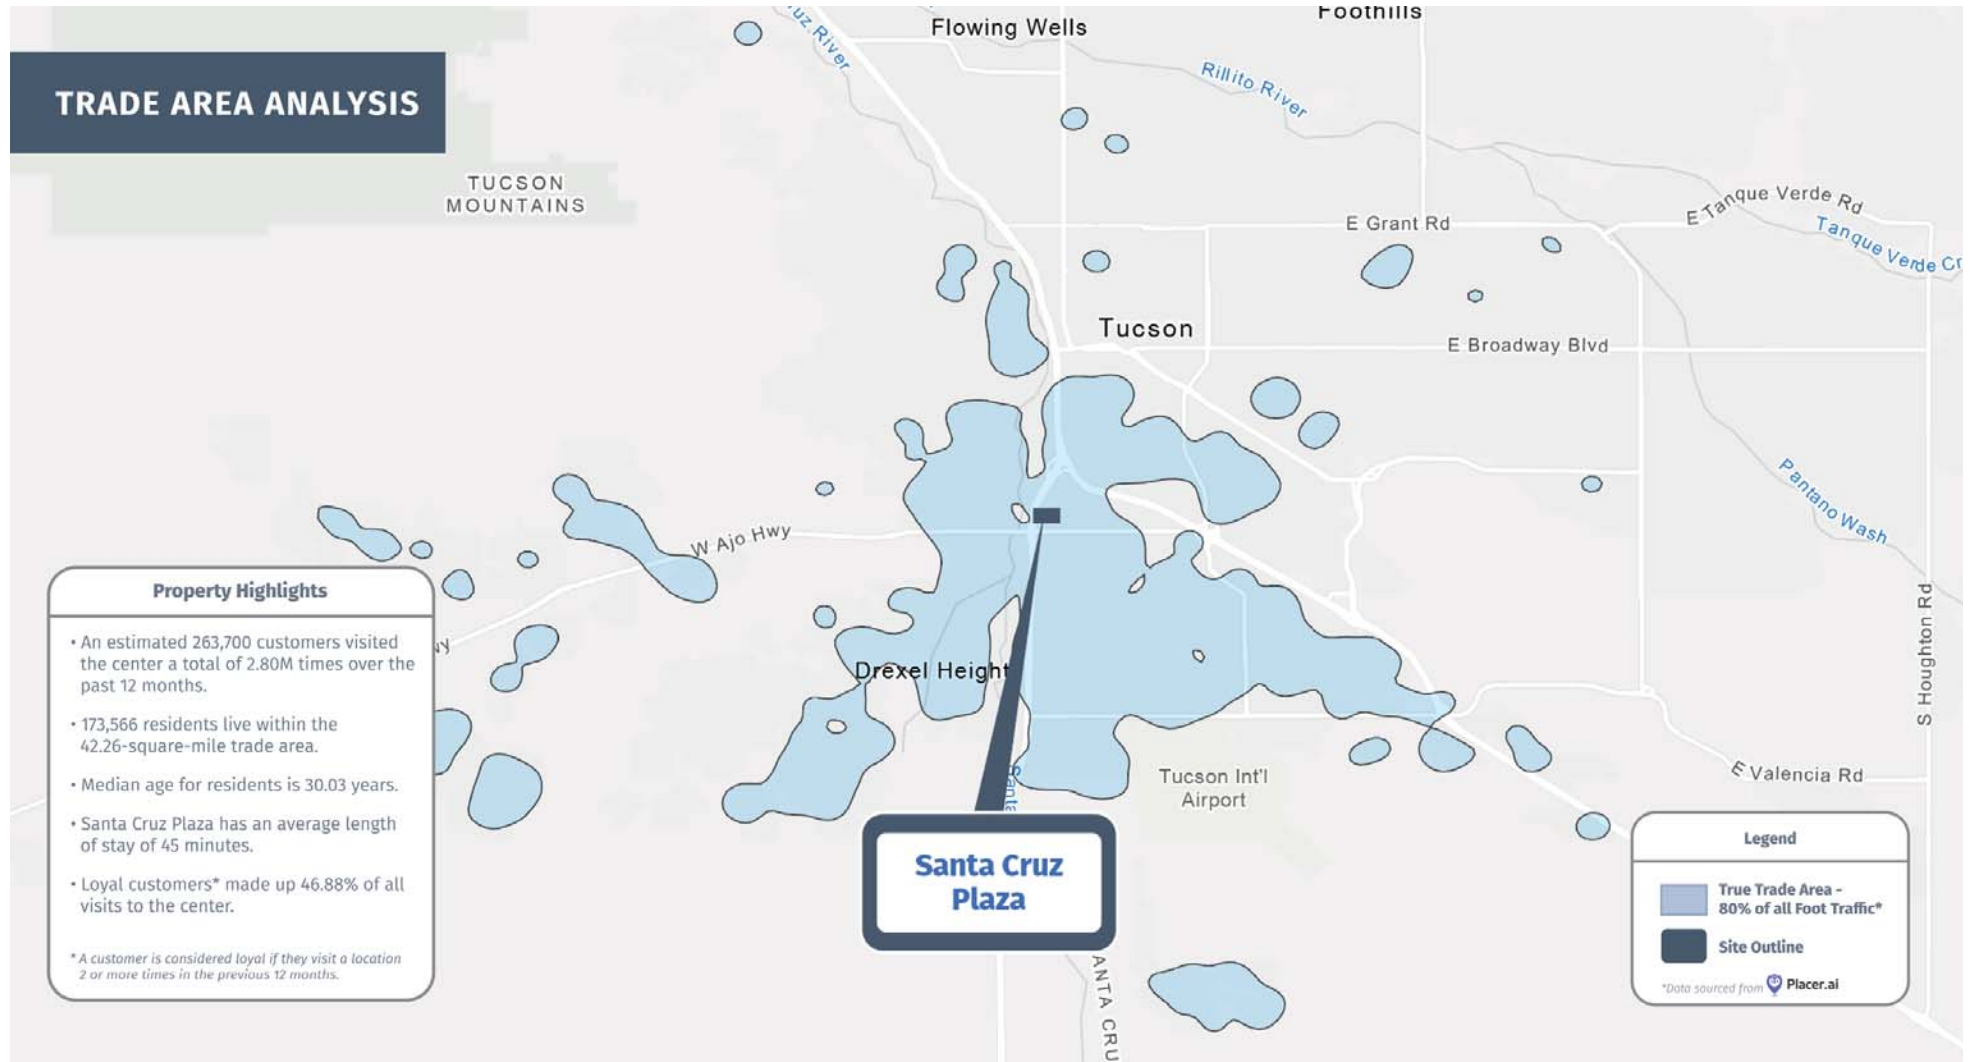 TRADE AREA ANALYSIS
Flowing Wells
Foothills
Rillito River
TUCSON
MOUNTAINS
E Grant Rd
E Tanque Verde Rd
Tanque Verde Cr
Tucson
E Broadway Blvd
W Ajo Hwy
Pantano Wash
S Houghton Rd
Drexel Height
Tucson Int'l
Airport
E Valencia Rd
Santa
Santa Cruz
Plaza
ANTA CRU
Property Highlights
• An estimated 263,700 customers visited
the center a total of 2.80M times over the
past 12 months.
• 173,566 residents live within the
42.26-square-mile trade area.
• Median age for residents is 30.03 years.
• Santa Cruz Plaza has an average length
of stay of 45 minutes.
• Loyal customers* made up 46.88% of all
visits to the center.
* A customer is considered loyal if they visit a location
2 or more times in the previous 12 months.
Legend
True Trade Area -
80% of all Foot Traffic*
Site Outline
*Data sourced from Placer.ai